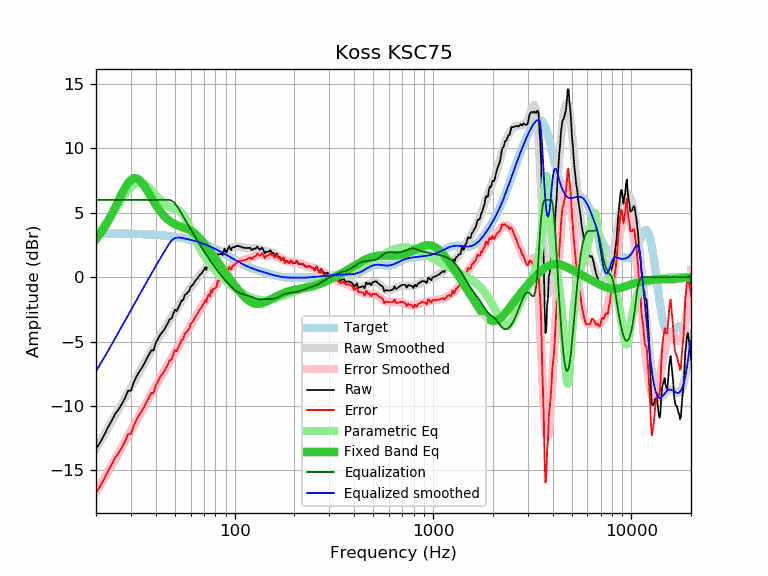 Koss KSC75
15
10
5
0
−5
−10
−15
Amplitude (dBr)
Target
Raw Smoothed
Error Smoothed
Raw
Error
Parametric Eq
Fixed Band Eq
Equalization
Equalized smoothed
100
1000
10000
Frequency (Hz)